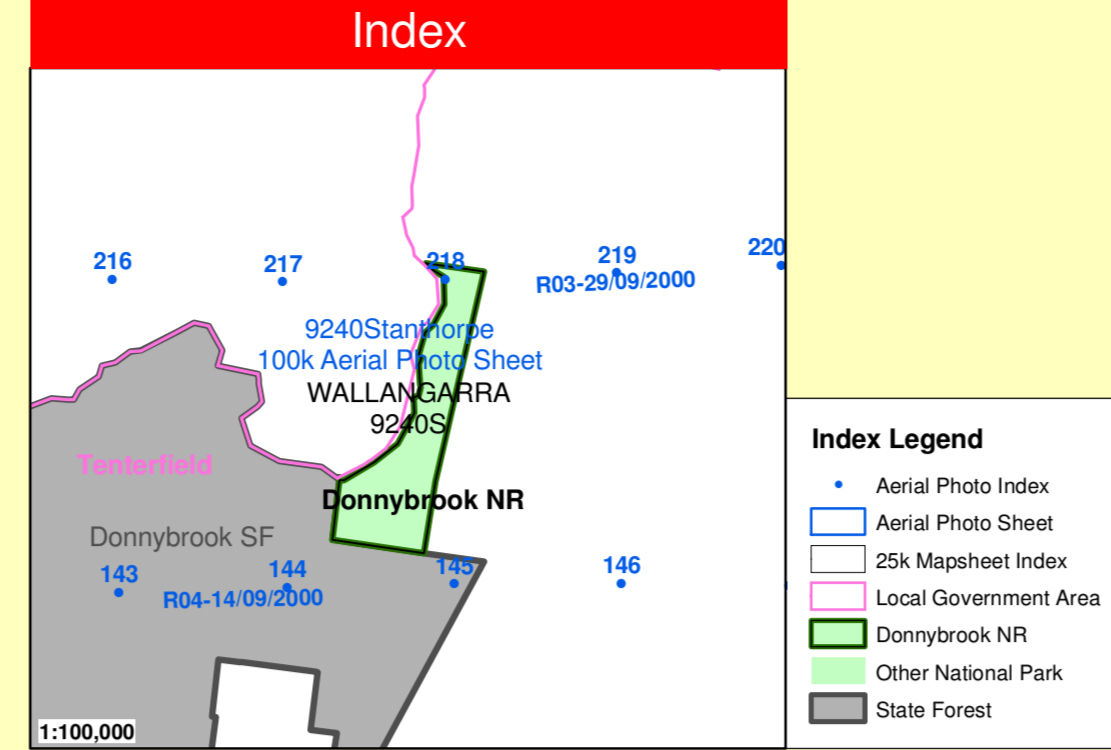 Index
216
217
218
219
220
R03-29/09/2000
9240Stanthorpe
100k Aerial Photo Sheet
WALLANGARRA
9240S
Tenterfield
Donnybrook NR
Donnybrook SF
143
144
145
146
R04-14/09/2000
1:100,000
Index Legend
Aerial Photo Index
Aerial Photo Sheet
25k Mapsheet Index
Local Government Area
Donnybrook NR
Other National Park
State Forest